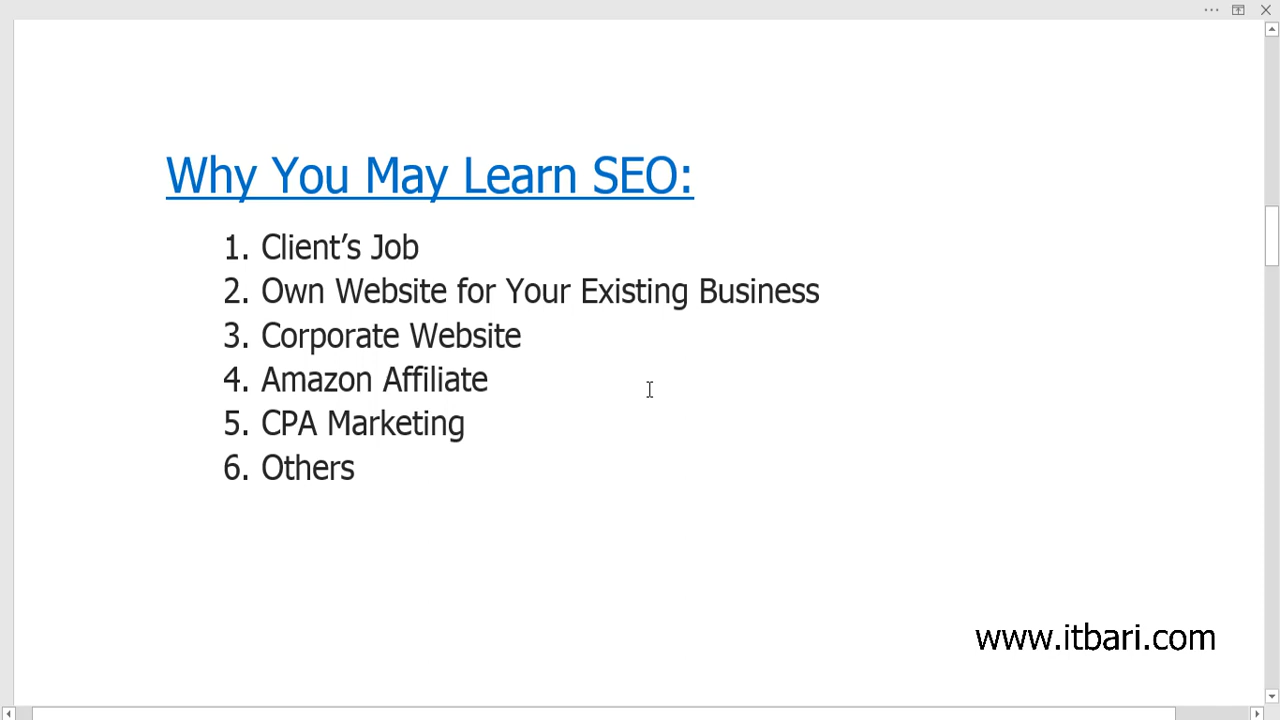 Why You May Learn SEO:
1. Client’s Job
2. Own Website for Your Existing Business
3. Corporate Website
4. Amazon Affiliate
5. CPA Marketing
6. Others
www.itbari.com